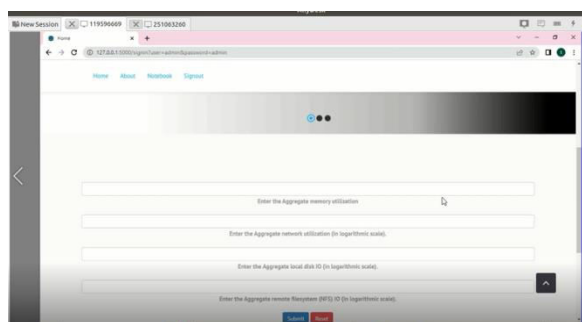 New Session 119596669 251063260
Home
127.0.0.1:5000/signin?user=admin&password=admin
Home About Notebook Signout
Enter the Aggregate memory utilization
Enter the Aggregate network utilization (in logarithmic scale).
Enter the Aggregate local disk IO (in logarithmic scale).
Enter the Aggregate remote filesystem (NFS) IO (in logarithmic scale).
Submit Reset